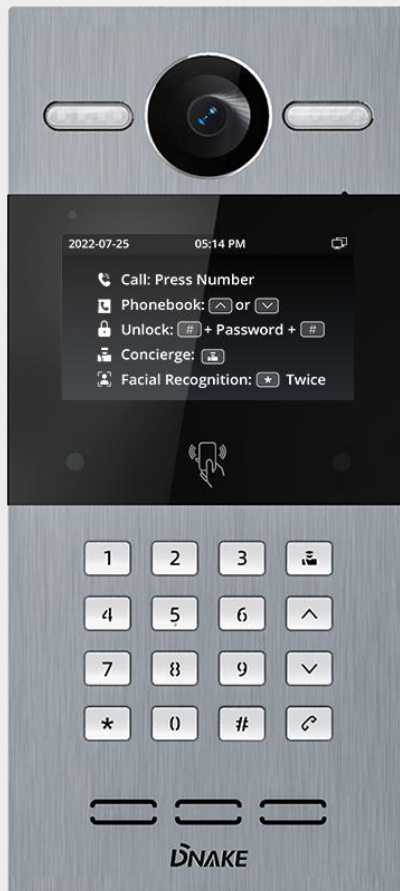 2022-07-25 05:14 PM
Call: Press Number
Phonebook: ^ or v
Unlock: # + Password + #
Concierge:
Facial Recognition: * Twice
1 2 3
4 5 6 ^
7 8 9 v
* 0 #
DNAKE